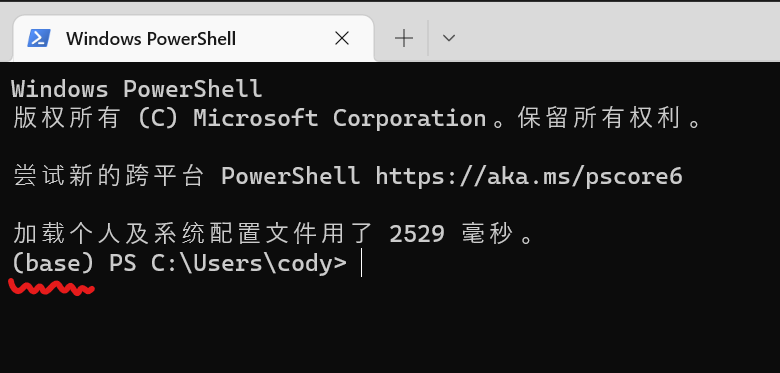 Windows PowerShell
Windows PowerShell
版权所有 (C) Microsoft Corporation。保留所有权利。
尝试新的跨平台 PowerShell https://aka.ms/pscore6
加载个人及系统配置文件用了 2529 毫秒。
(base) PS C:\Users\cody>